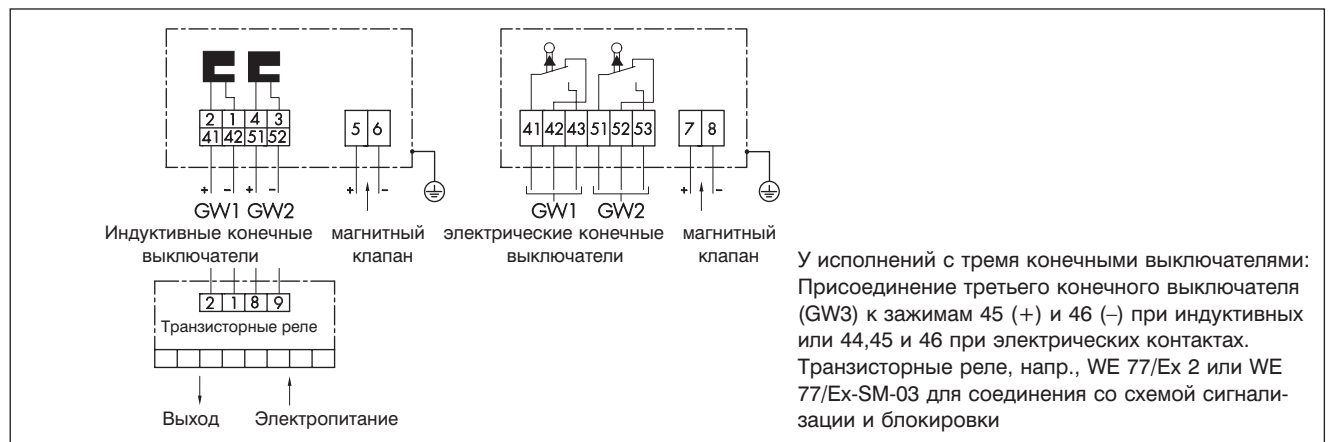 2 1 4 3
41 42 51 52
5 6
41 42 43 51 52 53
7 8
+ − + −
+ −
+ −
GW1 GW2
GW1 GW2
Индуктивные конечные
выключатели
магнитный
клапан
электрические конечные
выключатели
магнитный
клапан
2 1 8 9
Транзисторные реле
Выход
Электропитание
У исполнений с тремя конечными выключателями:
Присоединение третьего конечного выключателя
(GW3) к зажимам 45 (+) и 46 (–) при индуктивных
или 44,45 и 46 при электрических контактах.
Транзисторные реле, напр., WE 77/Ex 2 или WE
77/Ex-SM-03 для соединения со схемой сигнали-
зации и блокировки